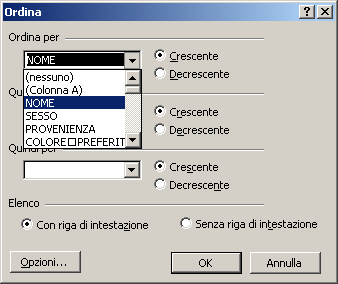 Ordina
Ordina per
NOME
Crescente
Decrescente
(nessuno)
(Colonna A)
NOME
SESSO
PROVENIENZA
COLORE□PREFERIT
Qu
Crescente
Decrescente
Quindi per
Crescente
Decrescente
Elenco
Con riga di intestazione Senza riga di intestazione
Opzioni... OK Annulla